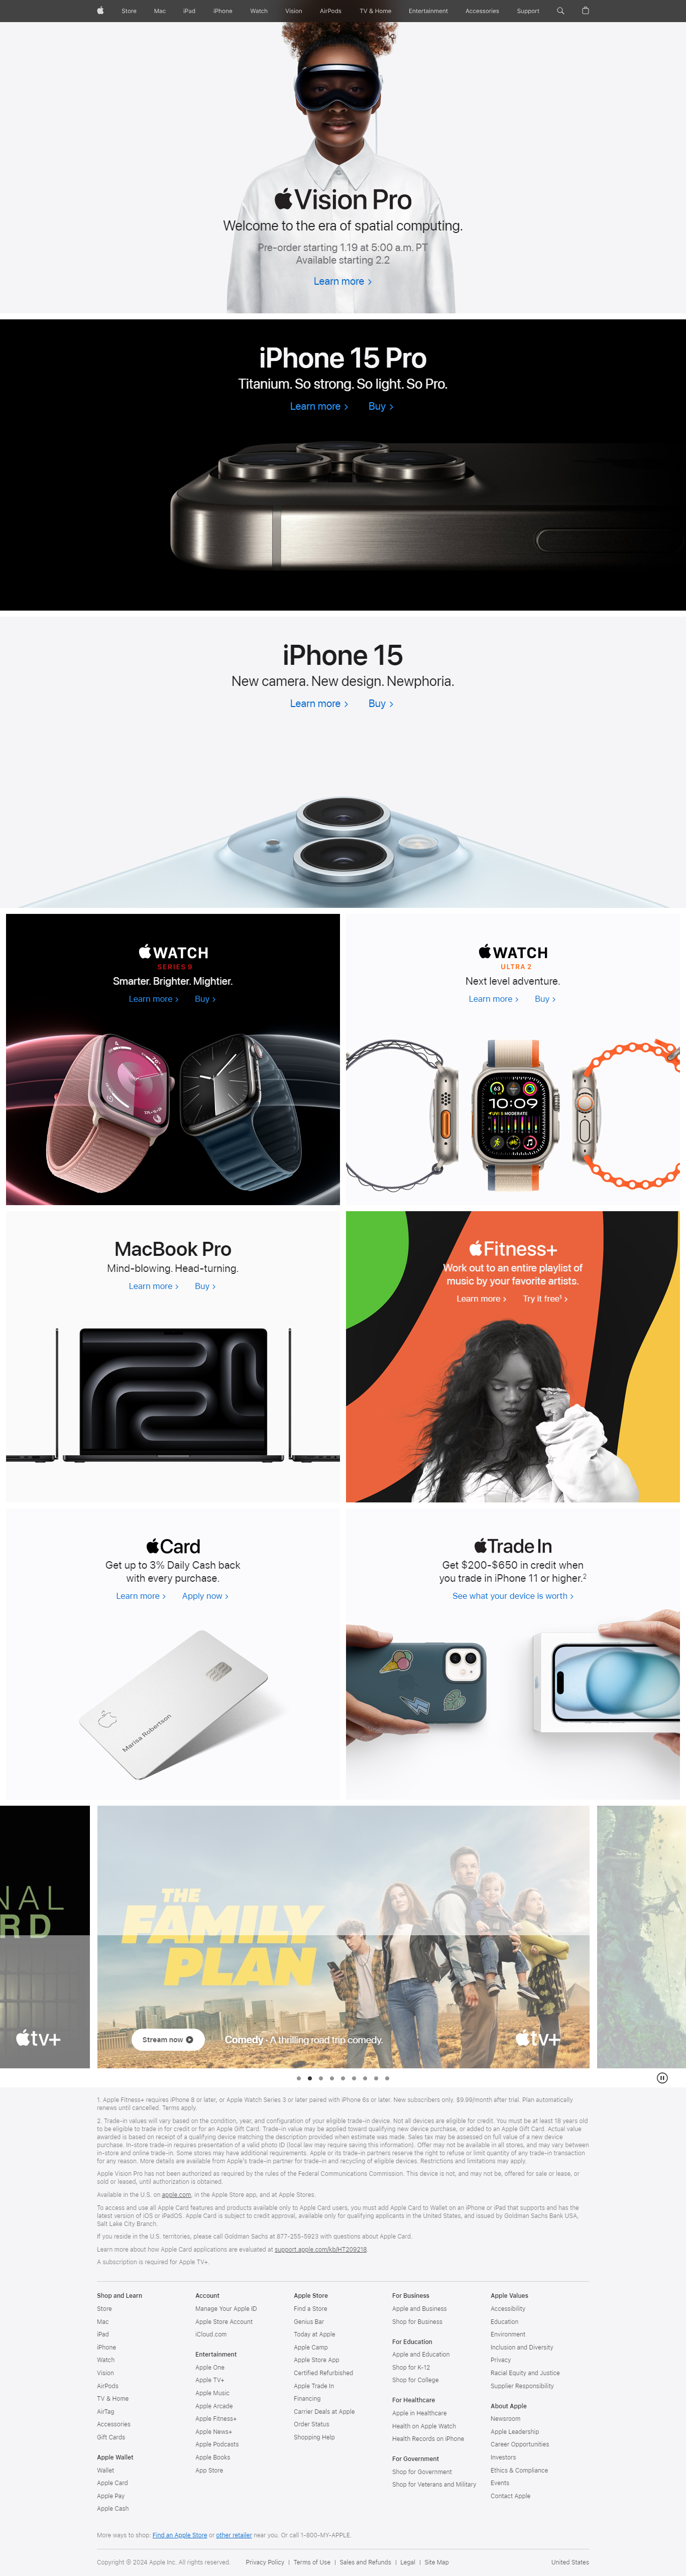 Store Mac iPad iPhone Watch Vision AirPods TV & Home Entertainment Accessories Support
Vision Pro
Welcome to the era of spatial computing.
Pre-order starting 1.19 at 5:00 a.m. PT
Available starting 2.2
Learn more >
iPhone 15 Pro
Titanium. So strong. So light. So Pro.
Learn more > Buy >
iPhone 15
New camera. New design. Newphoria.
Learn more > Buy >
WATCH
SERIES 9
Smarter. Brighter. Mightier.
Learn more > Buy >
WATCH
ULTRA 2
Next level adventure.
Learn more > Buy >
10:09
MacBook Pro
Mind-blowing. Head-turning.
Learn more > Buy >
Fitness+
Work out to an entire playlist of
music by your favorite artists.
Learn more > Try it free¹ >
Card
Get up to 3% Daily Cash back
with every purchase.
Learn more > Apply now >
Marisa Robertson
Trade In
Get $200-$650 in credit when
you trade in iPhone 11 or higher.²
See what your device is worth >
NAL
RD
tv+
THE
FAMILY
PLAN
Stream now
Comedy · A thrilling road trip comedy.
tv+
1. Apple Fitness+ requires iPhone 8 or later, or Apple Watch Series 3 or later paired with iPhone 6s or later. New subscribers only. $9.99/month after trial. Plan automatically
renews until cancelled. Terms apply.
2. Trade-in values will vary based on the condition, year, and configuration of your eligible trade-in device. Not all devices are eligible for credit. You must be at least 18 years old
to be eligible to trade in for credit or for an Apple Gift Card. Trade-in value may be applied toward qualifying new device purchase, or added to an Apple Gift Card. Actual value
awarded is based on receipt of a qualifying device matching the description provided when estimate was made. Sales tax may be assessed on full value of a new device
purchase. In-store trade-in requires presentation of a valid photo ID (local law may require saving this information). Offer may not be available in all stores, and may vary between
in-store and online trade-in. Some stores may have additional requirements. Apple or its trade-in partners reserve the right to refuse or limit quantity of any trade-in transaction
for any reason. More details are available from Apple's trade-in partner for trade-in and recycling of eligible devices. Restrictions and limitations may apply.
Apple Vision Pro has not been authorized as required by the rules of the Federal Communications Commission. This device is not, and may not be, offered for sale or lease, or
sold or leased, until authorization is obtained.
Available in the U.S. on apple.com, in the Apple Store app, and at Apple Stores.
To access and use all Apple Card features and products available only to Apple Card users, you must add Apple Card to Wallet on an iPhone or iPad that supports and has the
latest version of iOS or iPadOS. Apple Card is subject to credit approval, available only for qualifying applicants in the United States, and issued by Goldman Sachs Bank USA,
Salt Lake City Branch.
If you reside in the U.S. territories, please call Goldman Sachs at 877-255-5923 with questions about Apple Card.
Learn more about how Apple Card applications are evaluated at support.apple.com/kb/HT209218.
A subscription is required for Apple TV+.
Shop and Learn
Store
Mac
iPad
iPhone
Watch
Vision
AirPods
TV & Home
AirTag
Accessories
Gift Cards
Apple Wallet
Wallet
Apple Card
Apple Pay
Apple Cash
Account
Manage Your Apple ID
Apple Store Account
iCloud.com
Entertainment
Apple One
Apple TV+
Apple Music
Apple Arcade
Apple Fitness+
Apple News+
Apple Podcasts
Apple Books
App Store
Apple Store
Find a Store
Genius Bar
Today at Apple
Apple Camp
Apple Store App
Certified Refurbished
Apple Trade In
Financing
Carrier Deals at Apple
Order Status
Shopping Help
For Business
Apple and Business
Shop for Business
For Education
Apple and Education
Shop for K-12
Shop for College
For Healthcare
Apple in Healthcare
Health on Apple Watch
Health Records on iPhone
For Government
Shop for Government
Shop for Veterans and Military
Apple Values
Accessibility
Education
Environment
Inclusion and Diversity
Privacy
Racial Equity and Justice
Supplier Responsibility
About Apple
Newsroom
Apple Leadership
Career Opportunities
Investors
Ethics & Compliance
Events
Contact Apple
More ways to shop: Find an Apple Store or other retailer near you. Or call 1-800-MY-APPLE.
Copyright © 2024 Apple Inc. All rights reserved. Privacy Policy | Terms of Use | Sales and Refunds | Legal | Site Map United States